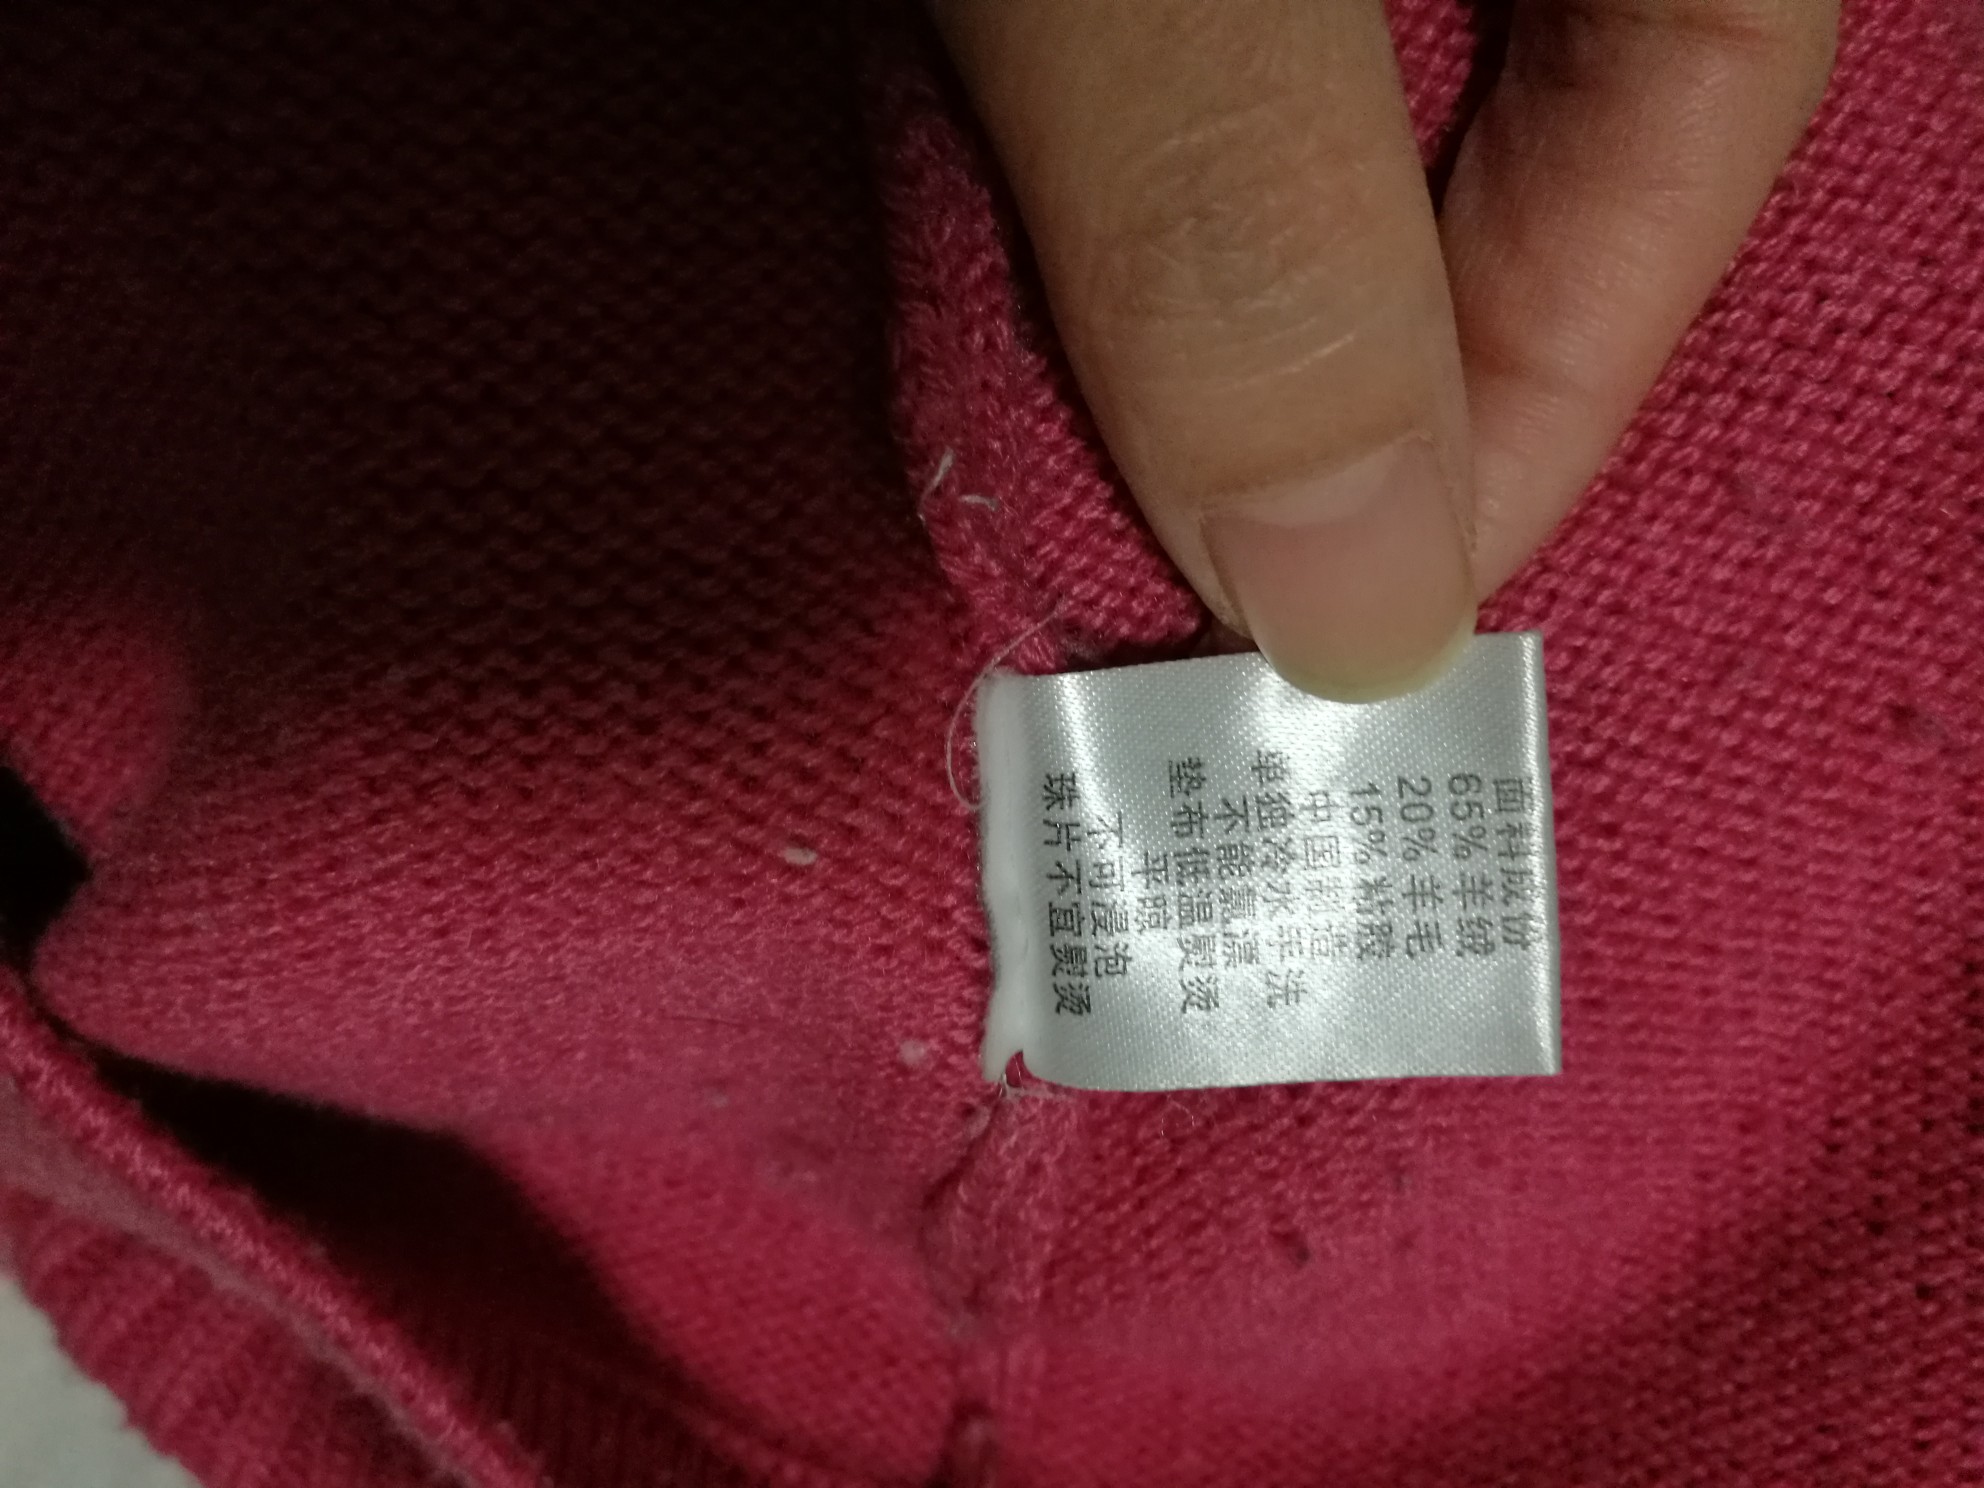 面料成份
65% 羊绒
20% 羊毛
15% 粘胶
中国制造
单独冷水手洗
不能氯漂
垫布低温熨烫
平晾
不可浸泡
珠片不宜熨烫